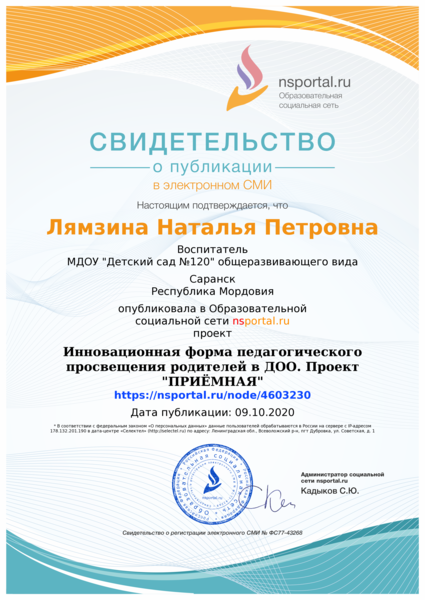 nsportal.ru
Образовательная
социальная сеть
СВИДЕТЕЛЬСТВО
о публикации
в электронном СМИ
Настоящим подтверждается, что
Лямзина Наталья Петровна
Воспитатель
МДОУ "Детский сад №120" общеразвивающего вида
Саранск
Республика Мордовия
опубликовала в Образовательной
социальной сети nsportal.ru
проект
Инновационная форма педагогического
просвещения родителей в ДОО. Проект
"ПРИЁМНАЯ"
https://nsportal.ru/node/4603230
Дата публикации: 09.10.2020
* В соответствии с федеральным законом «О персональных данных» данные пользователей обрабатываются в России на сервере с IP-адресом
178.132.201.190 в дата-центре «Селектел» (http://selectel.ru) по адресу: Ленинградская обл., Всеволожский р-н, пгт Дубровка, ул. Советская, д. 1
nsportal.ru
Администратор социальной
сети nsportal.ru
Кадыков С.Ю.
Свидетельство о регистрации электронного СМИ № ФС77-43268